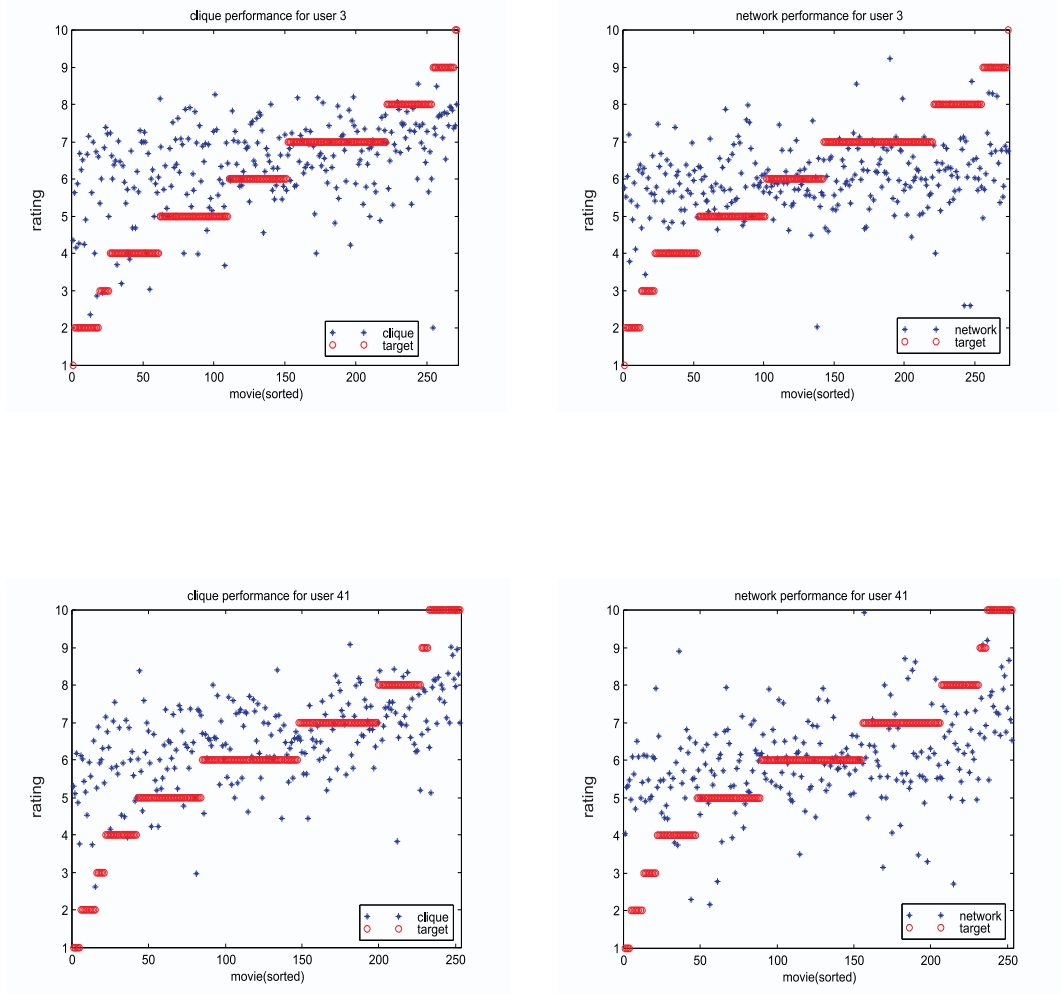 clique performance for user 3
10
9
8
7
6
5
4
3
2
1
rating
0 50 100 150 200 250
movie(sorted)
clique
target
network performance for user 3
10
9
8
7
6
5
4
3
2
1
rating
0 50 100 150 200 250
movie(sorted)
network
target
clique performance for user 41
10
9
8
7
6
5
4
3
2
1
rating
0 50 100 150 200 250
movie(sorted)
clique
target
network performance for user 41
10
9
8
7
6
5
4
3
2
1
rating
0 50 100 150 200 250
movie(sorted)
network
target